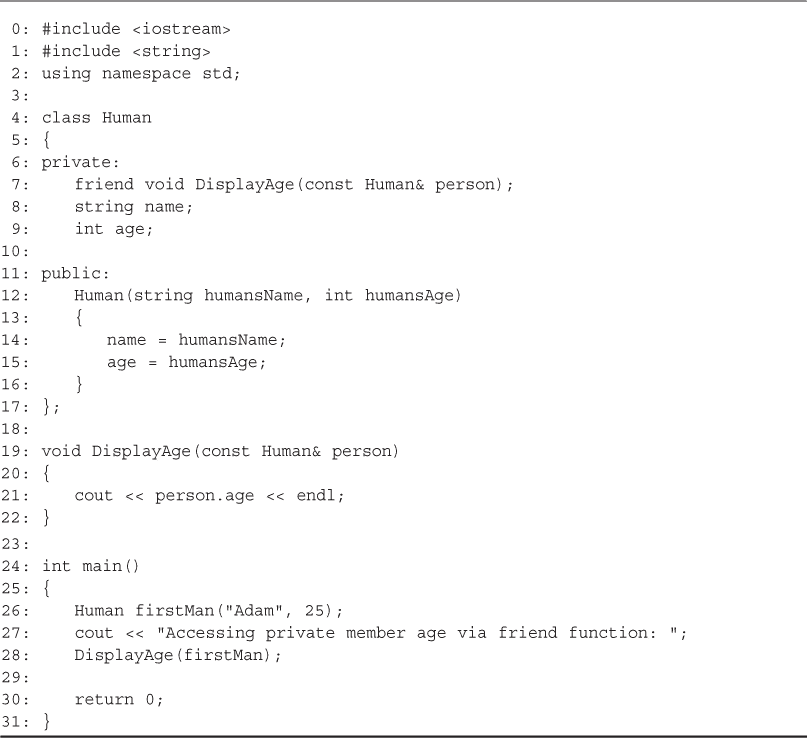 0: #include <iostream>
1: #include <string>
2: using namespace std;
3:
4: class Human
5: {
6: private:
7:    friend void DisplayAge(const Human& person);
8:    string name;
9:    int age;
10:
11: public:
12:    Human(string humansName, int humansAge)
13:    {
14:       name = humansName;
15:       age = humansAge;
16:    }
17: };
18:
19: void DisplayAge(const Human& person)
20: {
21:    cout << person.age << endl;
22: }
23:
24: int main()
25: {
26:    Human firstMan("Adam", 25);
27:    cout << "Accessing private member age via friend function: ";
28:    DisplayAge(firstMan);
29:
30:    return 0;
31: }